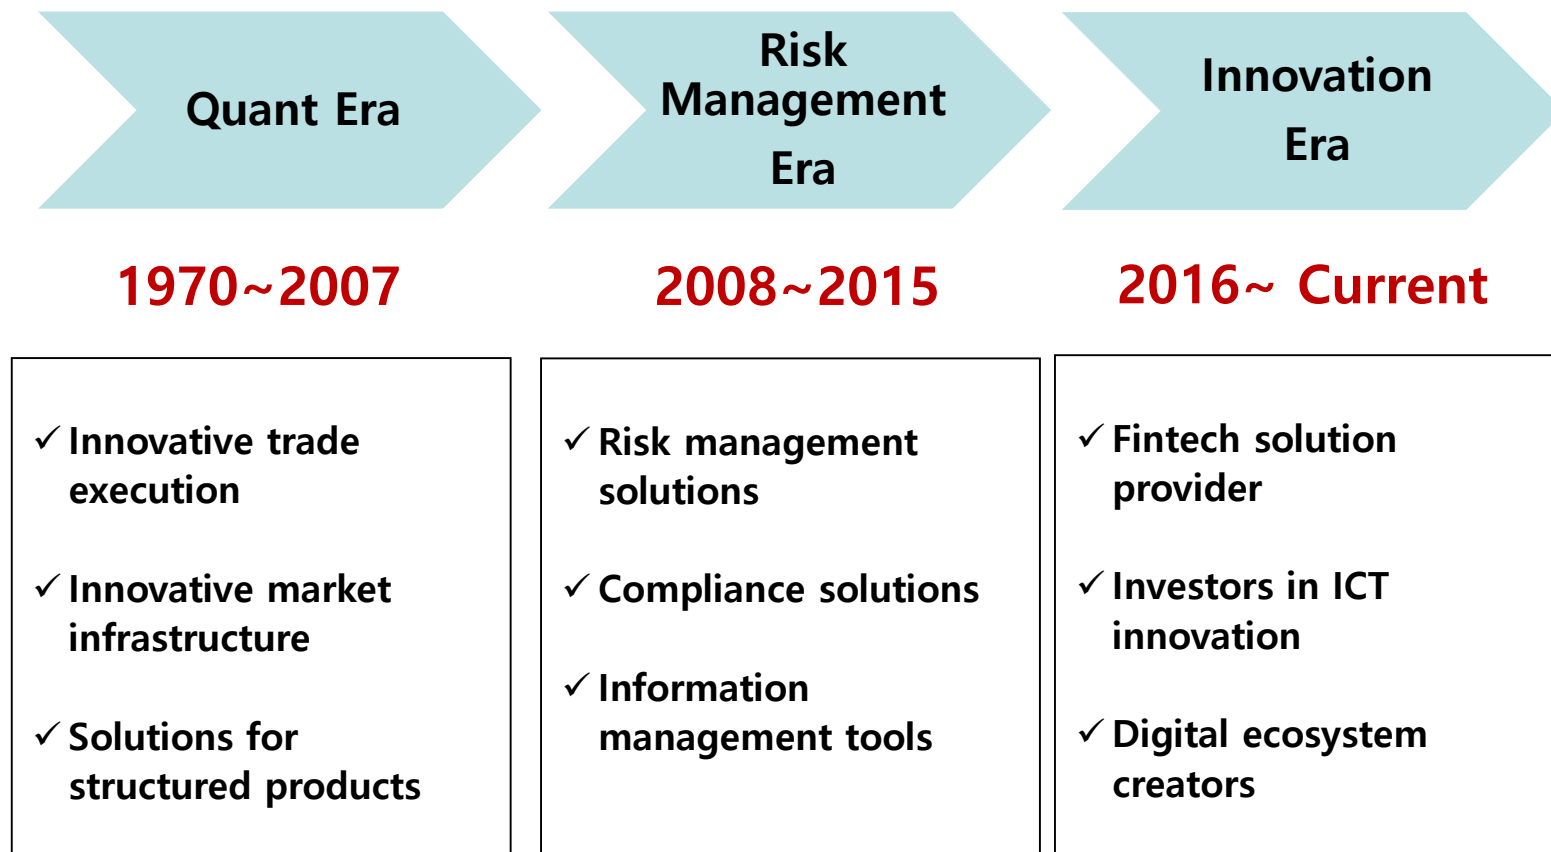 Quant Era
Risk
Management
Era
Innovation
Era
1970~2007
2008~2015
2016~ Current
✓ Innovative trade
execution
✓ Innovative market
infrastructure
✓ Solutions for
structured products
✓ Risk management
solutions
✓ Compliance solutions
✓ Information
management tools
✓ Fintech solution
provider
✓ Investors in ICT
innovation
✓ Digital ecosystem
creators